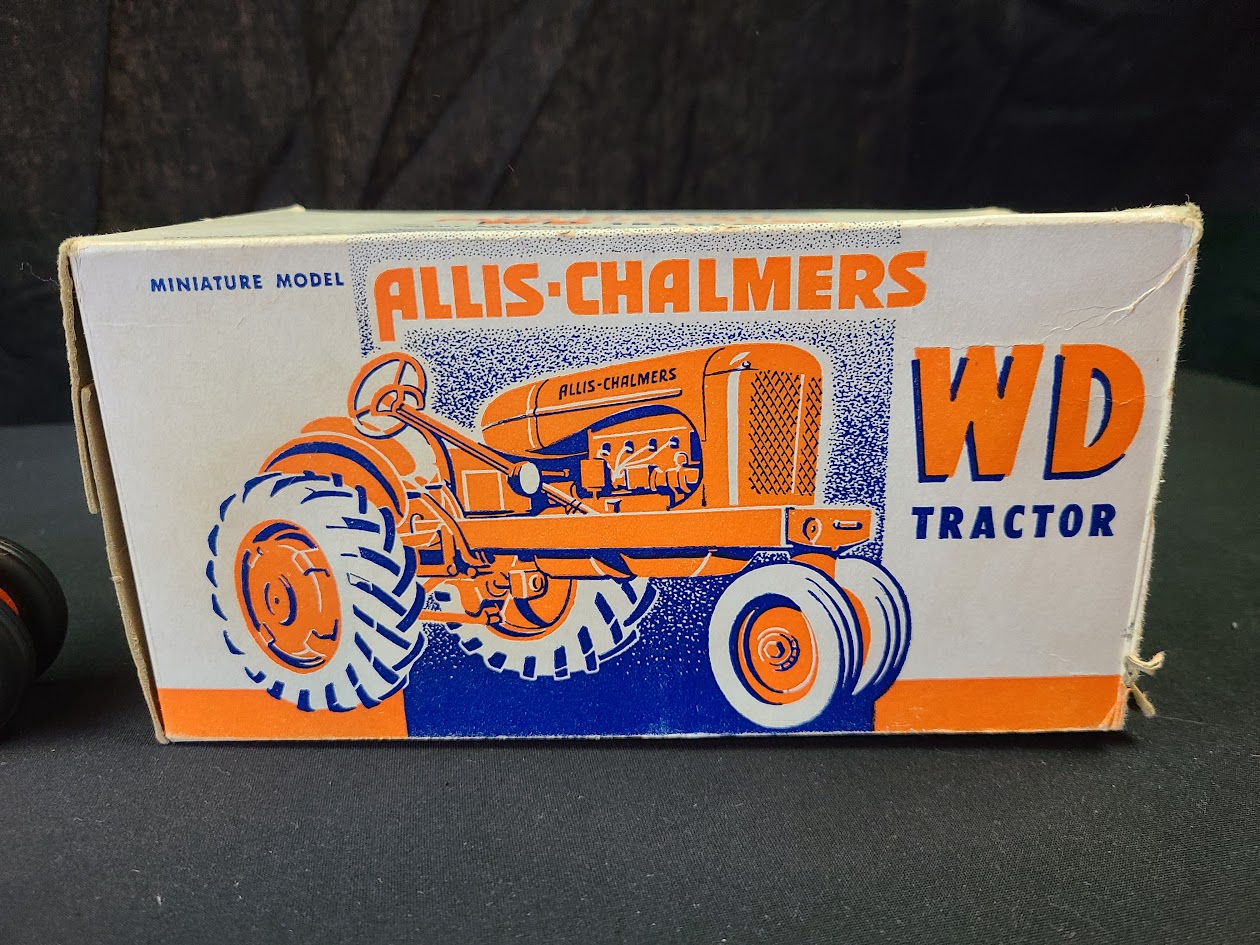 MINIATURE MODEL
ALLIS-CHALMERS
ALLIS-CHALMERS
WD
TRACTOR